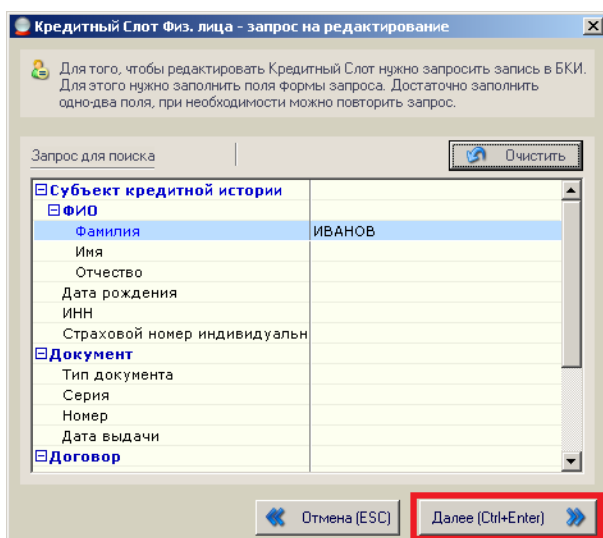 Кредитный Слот Физ. лица - запрос на редактирование
Для того, чтобы редактировать Кредитный Слот нужно запросить запись в БКИ.
Для этого нужно заполнить поля формы запроса. Достаточно заполнить
одно-два поля, при необходимости можно повторить запрос.
Запрос для поиска
Очистить
Субъект кредитной истории
ФИО
Фамилия ИВАНОВ
Имя
Отчество
Дата рождения
ИНН
Страховой номер индивидуальн
Документ
Тип документа
Серия
Номер
Дата выдачи
Договор
Отмена (ESC) Далее (Ctrl+Enter)